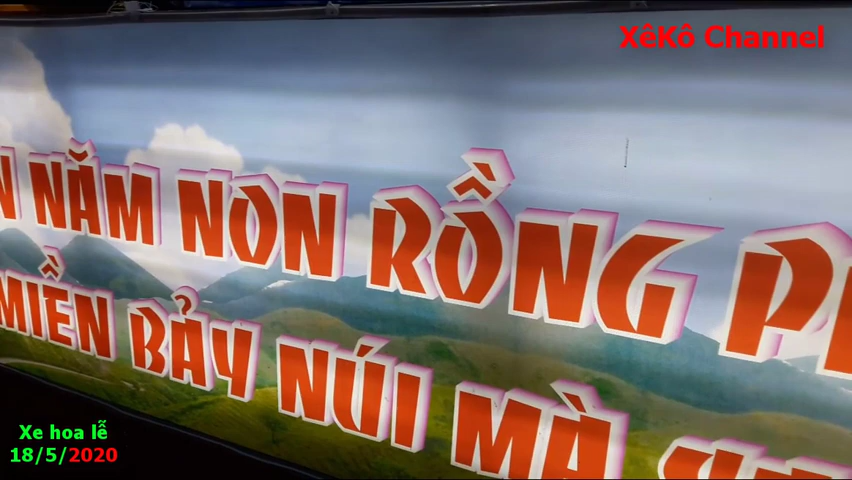 XêKô Channel
NĂM NON RỒNG
MIỀN BẢY NÚI MÀ
Xe hoa lễ
18/5/2020